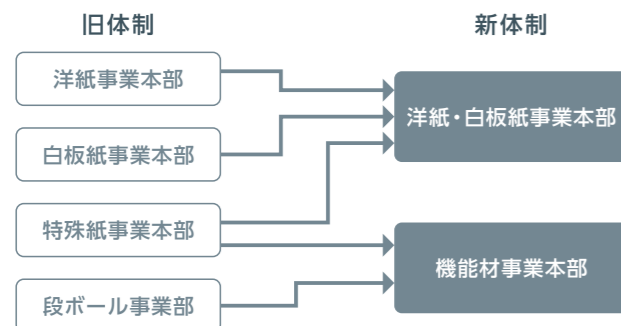 旧体制
新体制
洋紙事業本部
白板紙事業本部
特殊紙事業本部
段ボール事業部
洋紙・白板紙事業本部
機能材事業本部